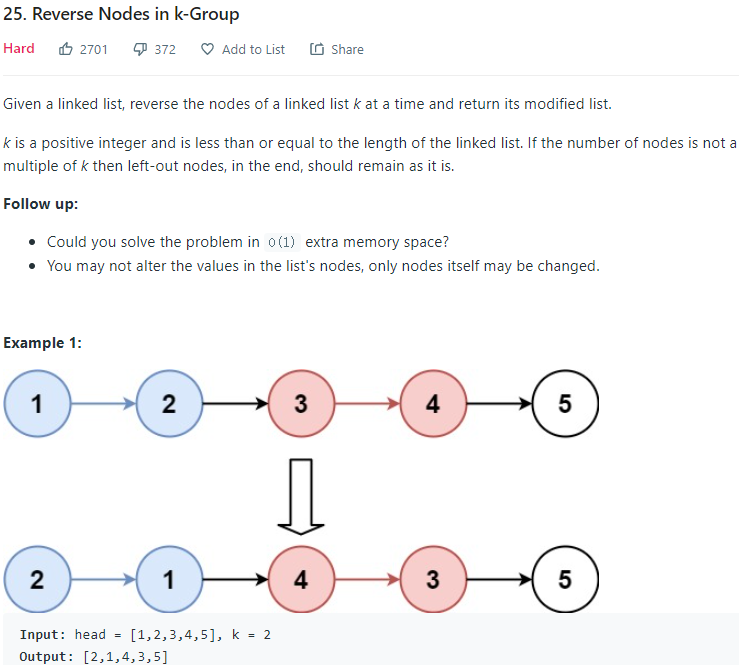 25. Reverse Nodes in k-Group
Hard 2701 372 Add to List Share
Given a linked list, reverse the nodes of a linked list k at a time and return its modified list.
k is a positive integer and is less than or equal to the length of the linked list. If the number of nodes is not a
multiple of k then left-out nodes, in the end, should remain as it is.
Follow up:
• Could you solve the problem in O(1) extra memory space?
• You may not alter the values in the list's nodes, only nodes itself may be changed.
Example 1:
1 2 3 4 5
2 1 4 3 5
Input: head = [1,2,3,4,5], k = 2
Output: [2,1,4,3,5]